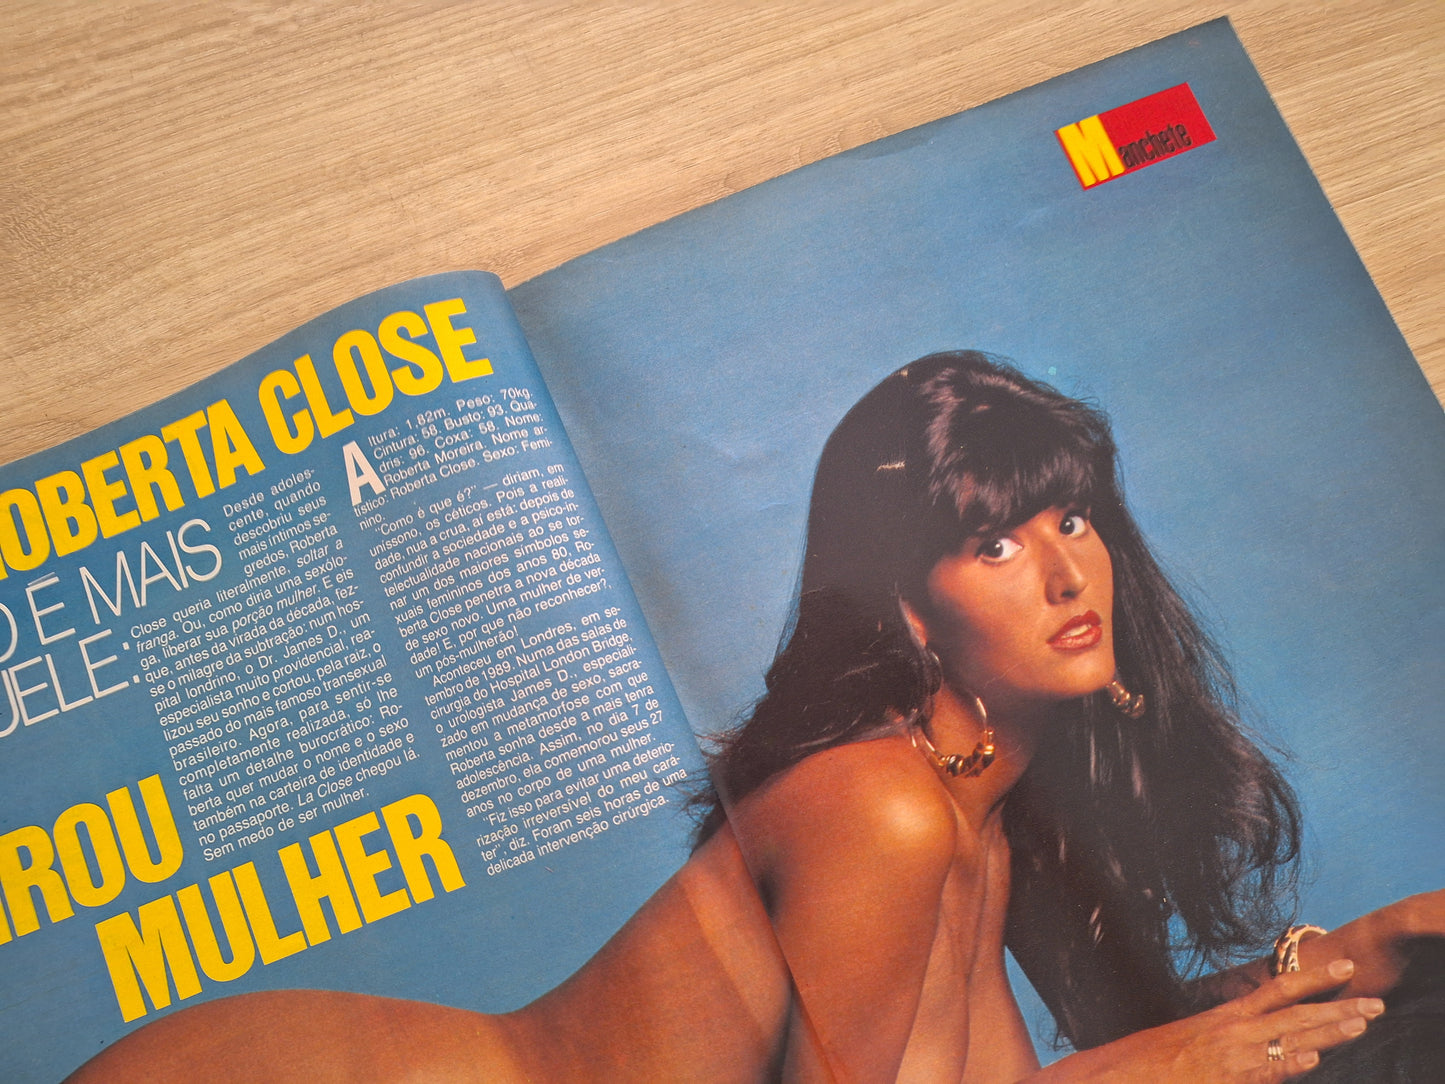 Manchete
ROBERTA CLOSE
É MAIS
Desde adoles-
cente, quando
descobriu seus
mais íntimos se-
gredos, Roberta
Close queria literalmente, soltar a
franga. Ou, como diria uma sexólo-
ga, liberar sua porção mulher. E eis
que, antes da virada da década, fez-
se o milagre da subtração: num hos-
pital londrino, o Dr. James D., um
especialista muito providencial, rea-
lizou seu sonho e cortou, pela raiz, o
passado do mais famoso transexual
brasileiro. Agora, para sentir-se
completamente realizada, só lhe
falta um detalhe burocrático: Ro-
berta quer mudar o nome e o sexo
também na carteira de identidade e
no passaporte. La Close chegou lá.
Sem medo de ser mulher.
MULHER
Altura: 1,82m. Peso: 70kg.
Cintura: 58. Busto: 93. Qua-
dris: 96. Coxa: 58. Nome:
Roberta Moreira. Nome ar-
tístico: Roberta Close. Sexo: Femi-
nino.
"Como é que é?" — diriam, em
uníssono, os céticos. Pois a reali-
dade, nua e crua, aí está: depois de
confundir a sociedade e a psico-in-
telectualidade nacionais ao se tor-
nar um dos maiores símbolos se-
xuais femininos dos anos 80, Ro-
berta Close penetra a nova década
de sexo novo. Uma mulher de ver-
dade! E, por que não reconhecer?,
um pós-mulherão!
Aconteceu em Londres, em se-
tembro de 1989. Numa das salas de
cirurgia do Hospital London Bridge,
o urologista James D., especiali-
zado em mudança de sexo, sacra-
mentou a metamorfose com que
Roberta sonha desde a mais tenra
adolescência. Assim, no dia 7 de
dezembro, ela comemorou seus 27
anos no corpo de uma mulher.
"Fiz isso para evitar uma deterio-
rização irreversível do meu cará-
ter" diz. Foram seis horas de uma
delicada intervenção cirúrgica.